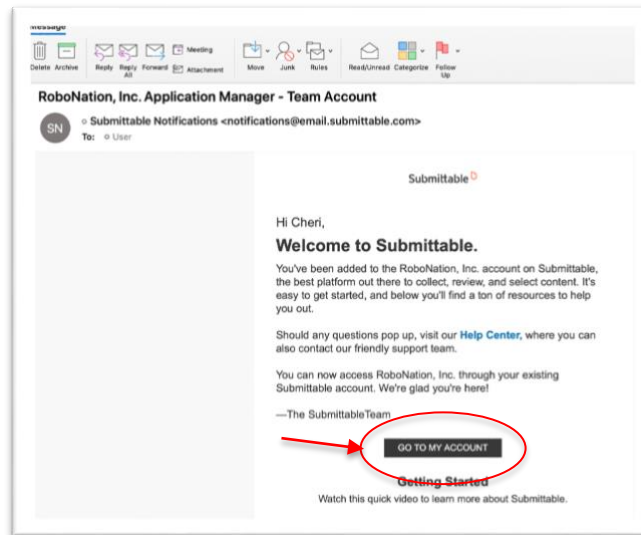 Message
Delete Archive Reply Reply All Forward Meeting Attachment Move Junk Rules Read/Unread Categorize Follow Up
RoboNation, Inc. Application Manager - Team Account
SN
Submittable Notifications <notifications@email.submittable.com>
To: User
Submittable
Hi Cheri,
Welcome to Submittable.
You've been added to the RoboNation, Inc. account on Submittable,
the best platform out there to collect, review, and select content. It's
easy to get started, and below you'll find a ton of resources to help
you out.
Should any questions pop up, visit our Help Center, where you can
also contact our friendly support team.
You can now access RoboNation, Inc. through your existing
Submittable account. We're glad you're here!
—The SubmittableTeam
GO TO MY ACCOUNT
Getting Started
Watch this quick video to learn more about Submittable.